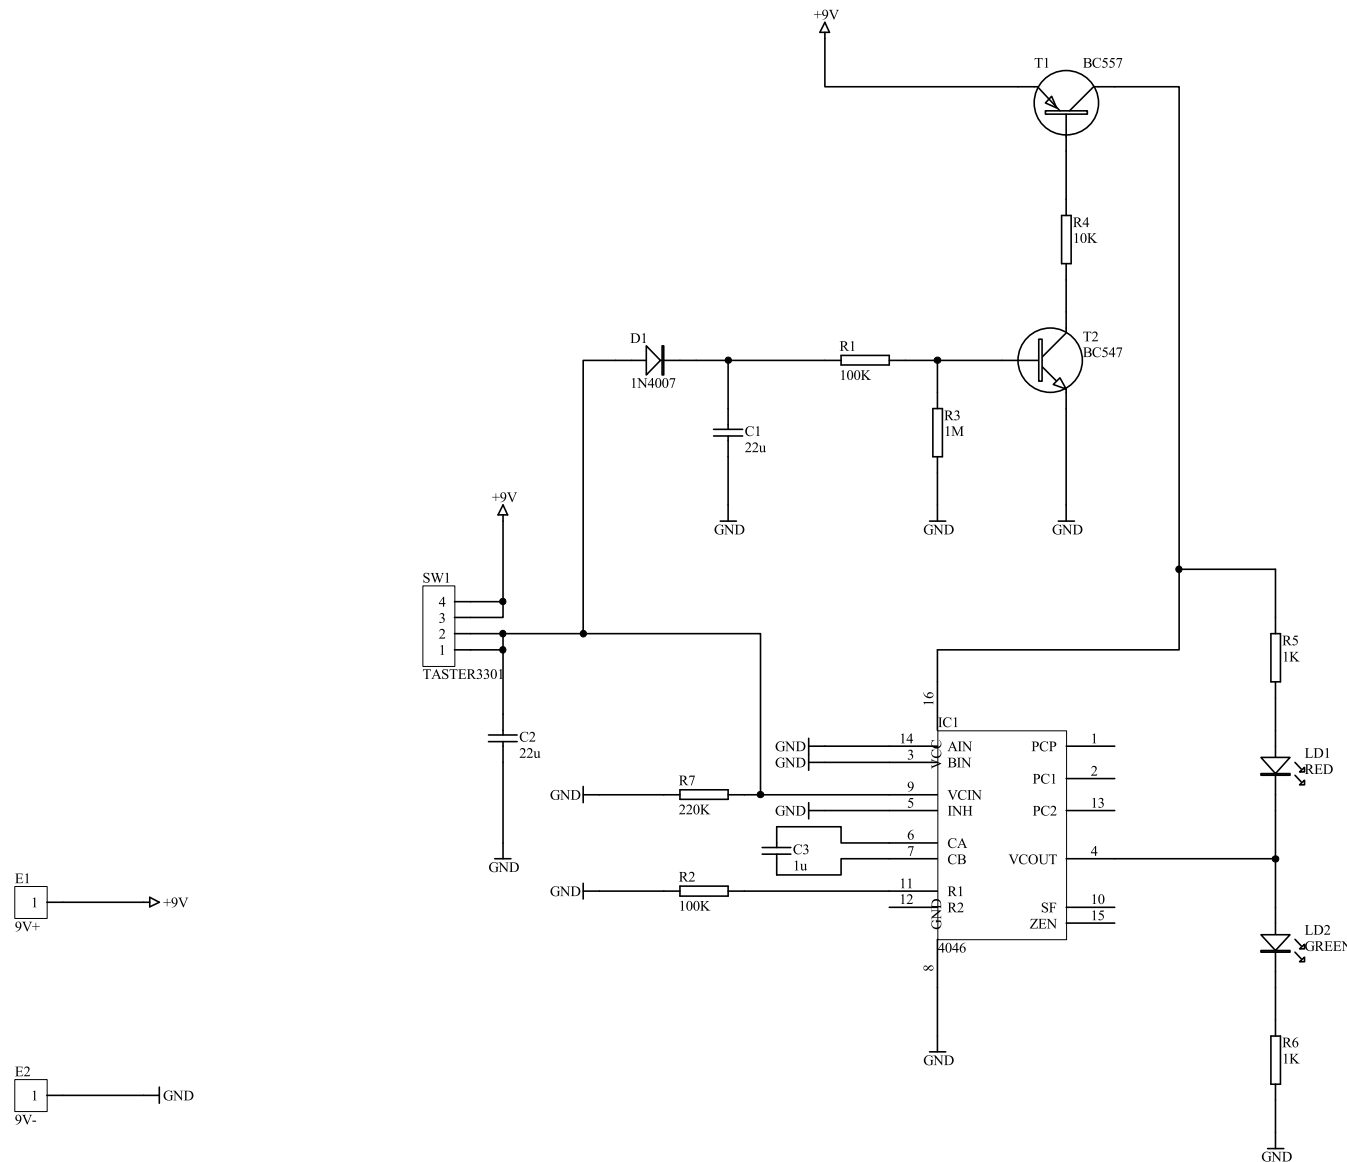 +9V
T1 BC557
R4
10K
D1
1N4007
R1
100K
T2
BC547
C1
22u
R3
1M
GND
GND
GND
+9V
SW1
4
3
2
1
TASTER3301
R5
1K
C2
22u
16
IC1
VCC
GND 14 AIN PCP 1
GND 3 BIN
PC1 2
LD1
RED
R7
220K
GND 9 VCIN
GND 5 INH PC2 13
6 CA
C3
1u
7 CB VCOUT 4
GND
R2
100K
GND 11 R1
12 R2 SF 10
GND ZEN 15
4046
8
GND
LD2
GREEN
R6
1K
GND
E1
1 +9V
9V+
E2
1 GND
9V-